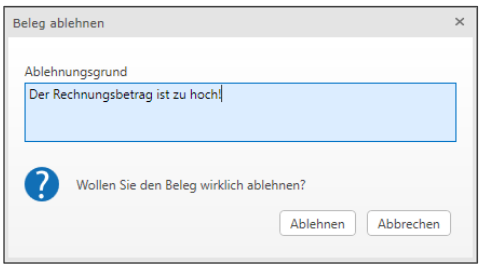 Beleg ablehnen
Ablehnungsgrund
Der Rechnungsbetrag ist zu hoch!
Wollen Sie den Beleg wirklich ablehnen?
Ablehnen Abbrechen